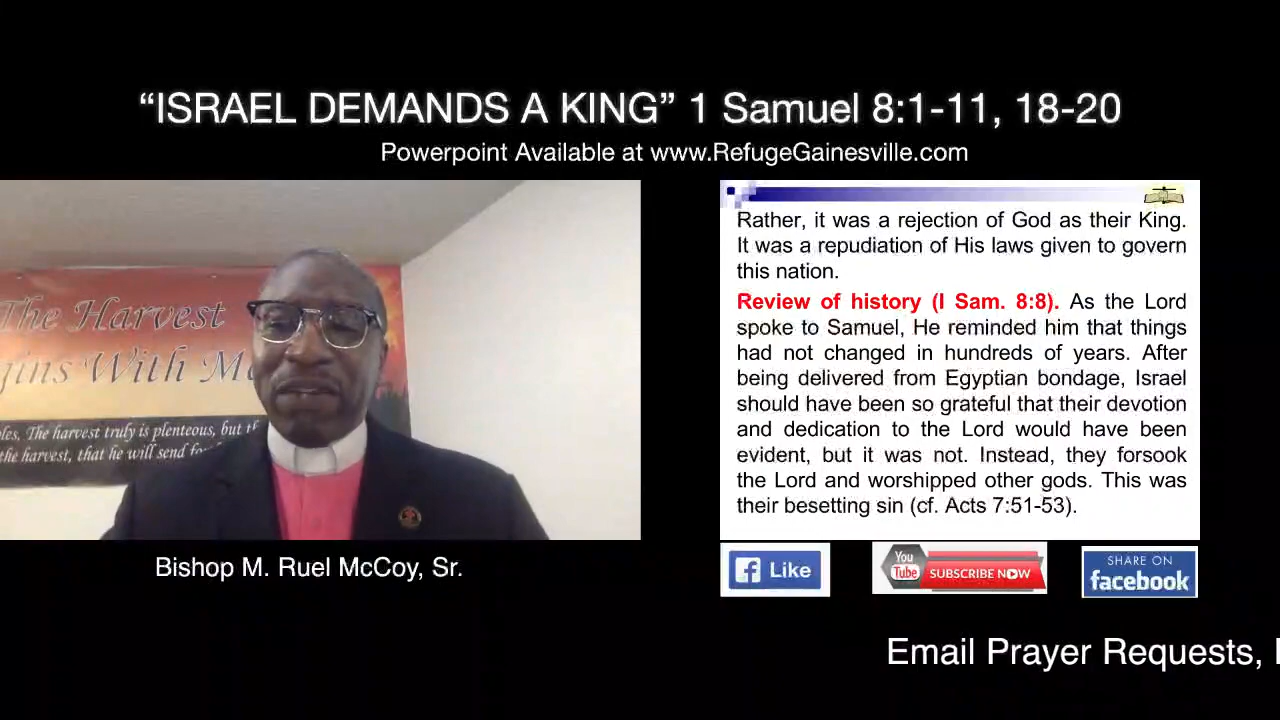 “ISRAEL DEMANDS A KING” 1 Samuel 8:1-11, 18-20
Powerpoint Available at www.RefugeGainesville.com
The Harvest
gins With Me
les, The harvest truly is plenteous, but
the harvest, that he will send
Bishop M. Ruel McCoy, Sr.
Rather, it was a rejection of God as their King.
It was a repudiation of His laws given to govern
this nation.
Review of history (I Sam. 8:8). As the Lord
spoke to Samuel, He reminded him that things
had not changed in hundreds of years. After
being delivered from Egyptian bondage, Israel
should have been so grateful that their devotion
and dedication to the Lord would have been
evident, but it was not. Instead, they forsook
the Lord and worshipped other gods. This was
their besetting sin (cf. Acts 7:51-53).
f Like
You Tube SUBSCRIBE NOW
SHARE ON
facebook
Email Prayer Requests,